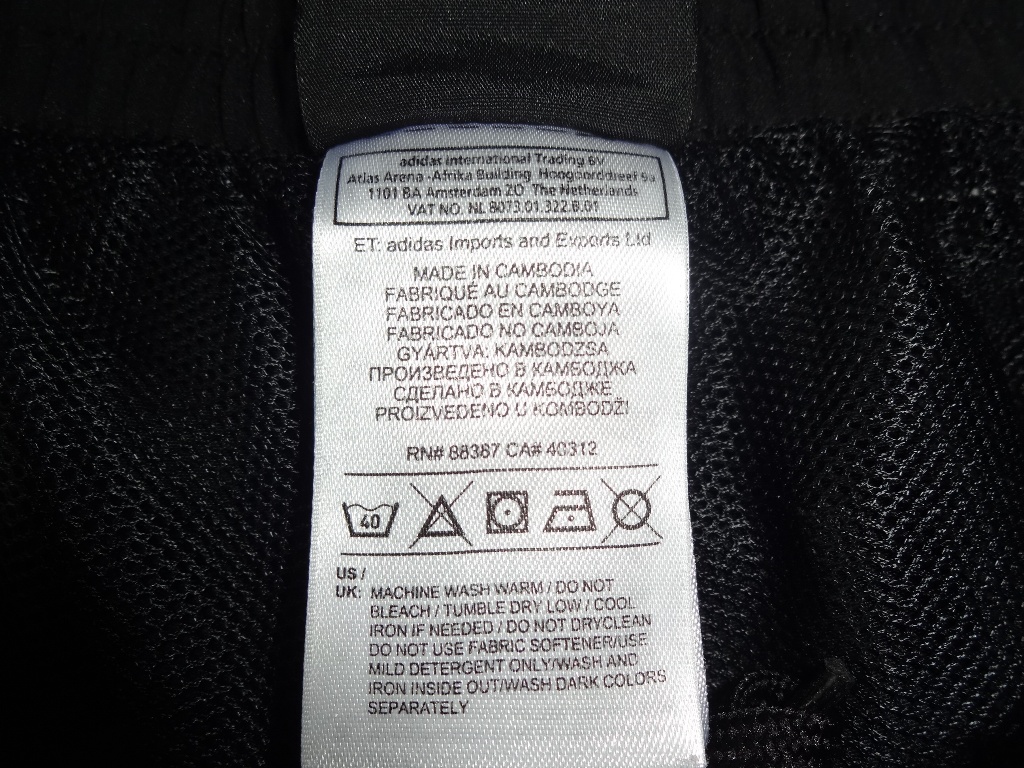 adidas International Trading BV
Atlas Arena - Afrika Building Hoogoorddreef 9a
1101 BA Amsterdam ZO The Netherlands
VAT NO. NL 8073.01.322.B.01
ET: adidas Imports and Exports Ltd
MADE IN CAMBODIA
FABRIQUÉ AU CAMBODGE
FABRICADO EN CAMBOYA
FABRICADO NO CAMBOJA
GYÁRTVA: KAMBODZSA
ПРОИЗВЕДЕНО В КАМБОДЖА
СДЕЛАНО В КАМБОДЖЕ
PROIZVEDENO U KOMBODŽI
RN# 88387 CA# 40312
40
US /
UK: MACHINE WASH WARM / DO NOT
BLEACH / TUMBLE DRY LOW / COOL
IRON IF NEEDED / DO NOT DRYCLEAN
DO NOT USE FABRIC SOFTENER/USE
MILD DETERGENT ONLY/WASH AND
IRON INSIDE OUT/WASH DARK COLORS
SEPARATELY